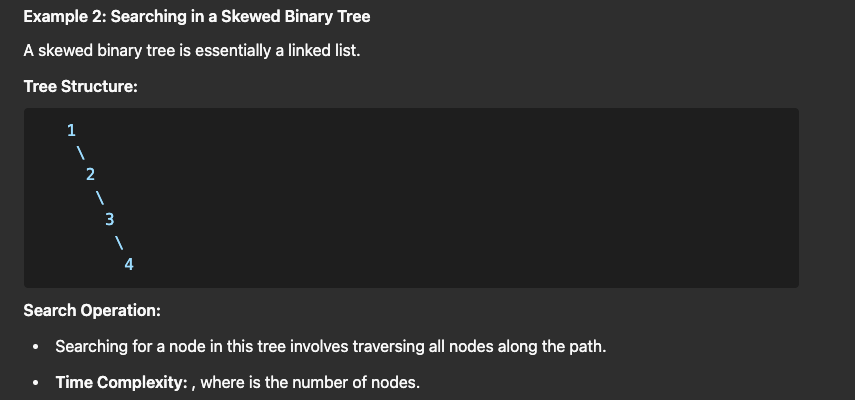 Example 2: Searching in a Skewed Binary Tree
A skewed binary tree is essentially a linked list.
Tree Structure:
1
\
2
\
3
\
4
Search Operation:
• Searching for a node in this tree involves traversing all nodes along the path.
• Time Complexity: , where is the number of nodes.